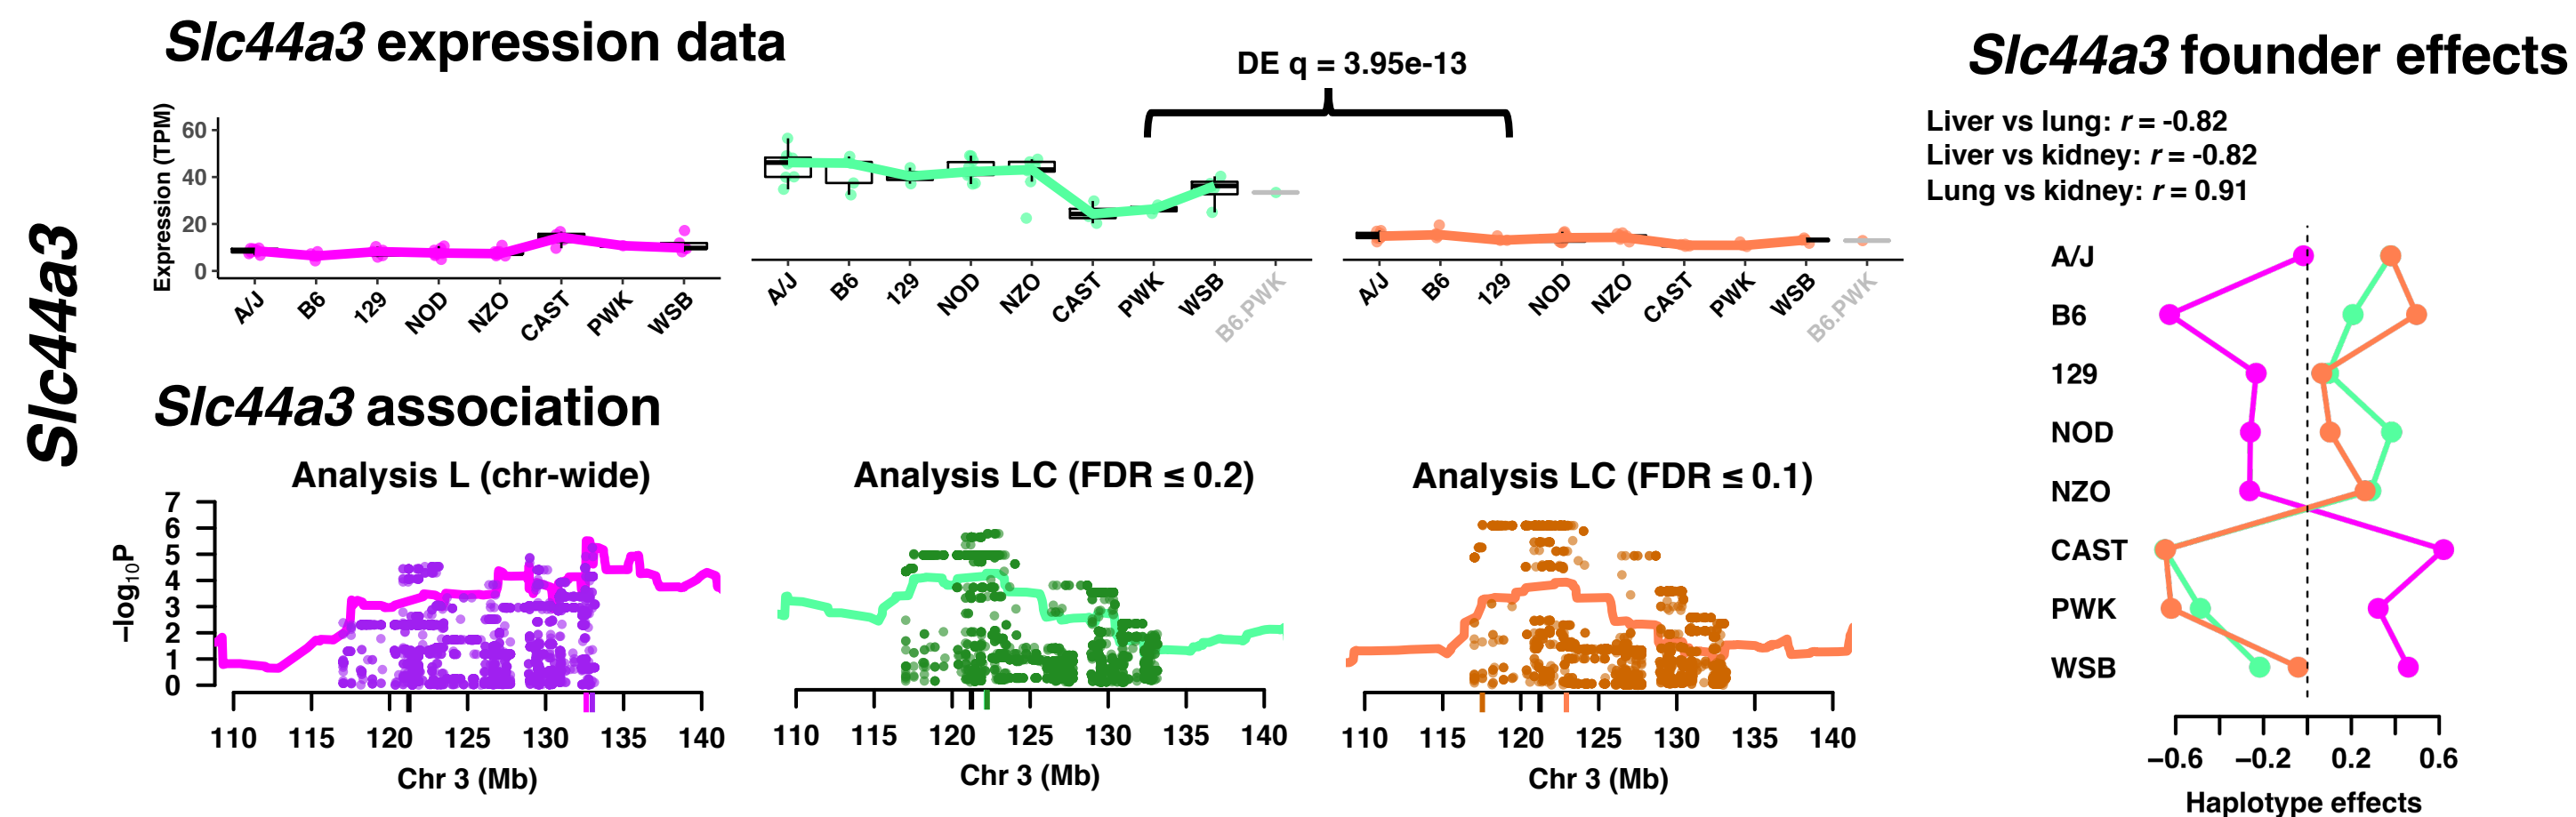 Slc44a3 expression data
Slc44a3 founder effects
DE q = 3.95e-13
Liver vs lung: r = -0.82
Liver vs kidney: r = -0.82
Lung vs kidney: r = 0.91
Slc44a3
Expression (TPM)
60
40
20
0
A/J B6 129 NOD NZO CAST PWK WSB
A/J B6 129 NOD NZO CAST PWK WSB B6.PWK
A/J B6 129 NOD NZO CAST PWK WSB B6.PWK
Slc44a3 association
Analysis L (chr-wide)
Analysis LC (FDR ≤ 0.2)
Analysis LC (FDR ≤ 0.1)
−log10P
7
6
5
4
3
2
1
0
110 115 120 125 130 135 140
Chr 3 (Mb)
110 115 120 125 130 135 140
Chr 3 (Mb)
110 115 120 125 130 135 140
Chr 3 (Mb)
A/J
B6
129
NOD
NZO
CAST
PWK
WSB
−0.6 −0.2 0.2 0.6
Haplotype effects